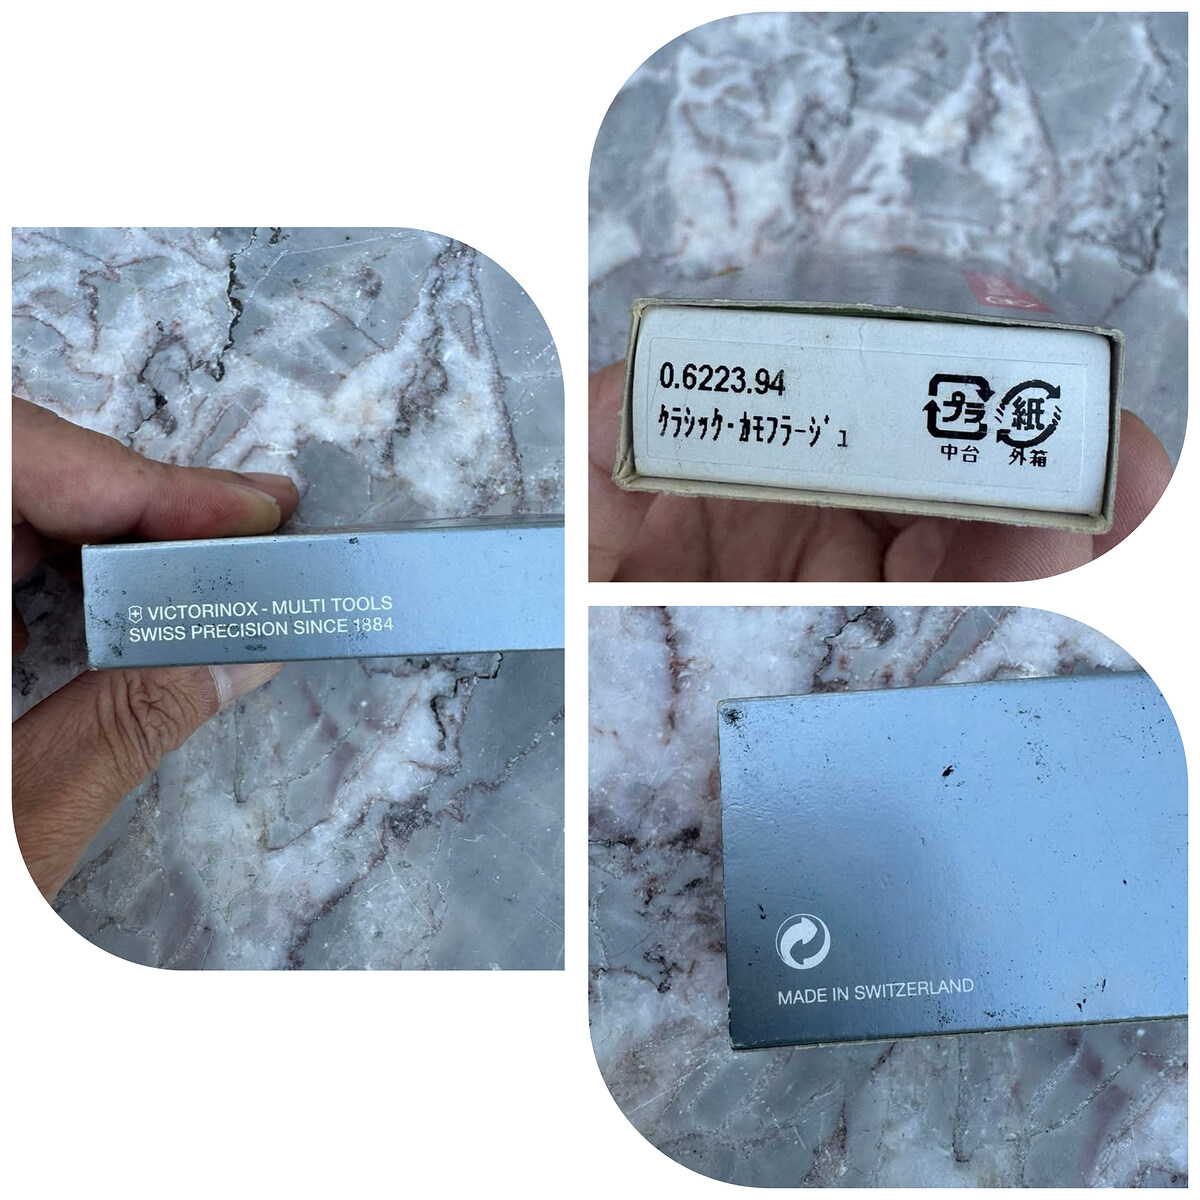 VICTORINOX - MULTI TOOLS
SWISS PRECISION SINCE 1884
0.6223.94
ｸﾗｼｯｸ･ｶﾓﾌﾗｰｼﾞｭ
プラ
紙
中台
外箱
MADE IN SWITZERLAND